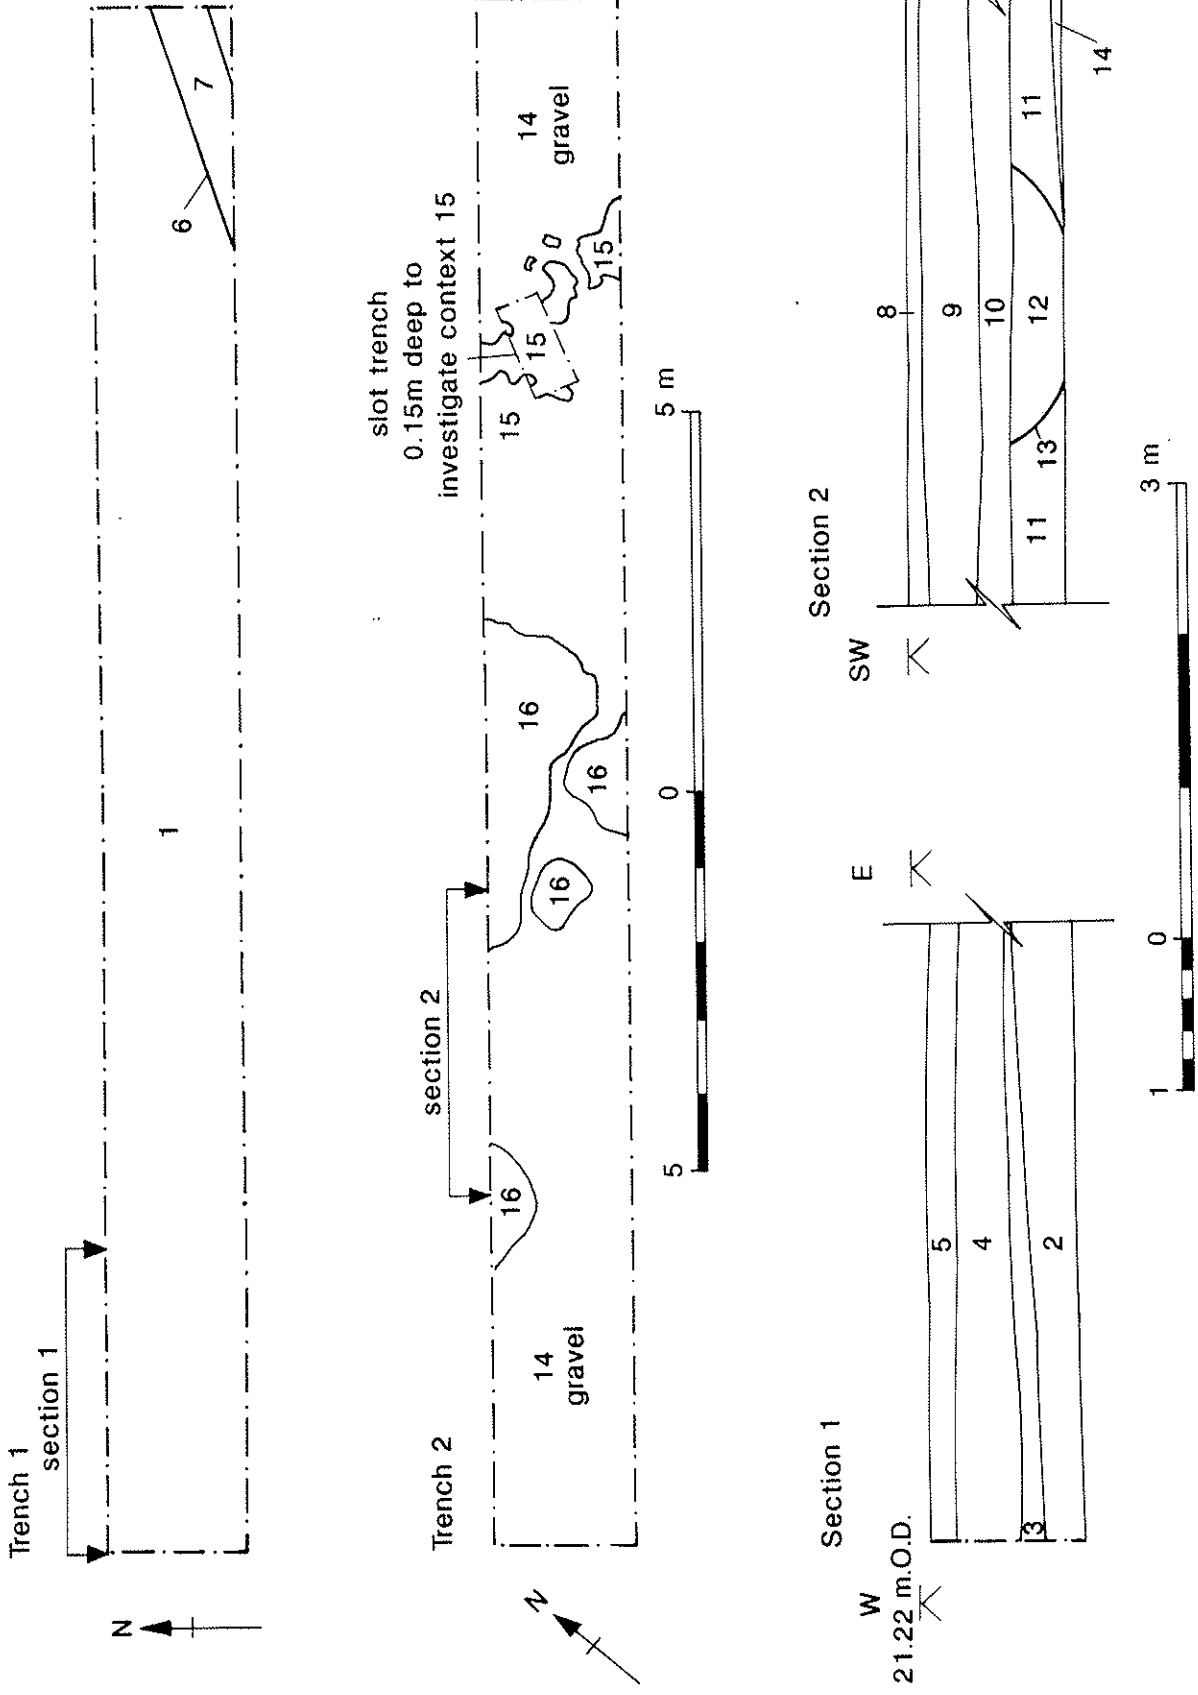 Trench 1
section 1
N
1
6
7
Trench 2
N
14
gravel
16
section 2
16
16
16
slot trench
0.15m deep to
investigate context 15
15
15
15
14
gravel
5
0
5 m
Section 1
W
21.22 m.O.D.
E
5
4
3
2
Section 2
SW
8
9
10
11
13
12
11
14
1
0
3 m